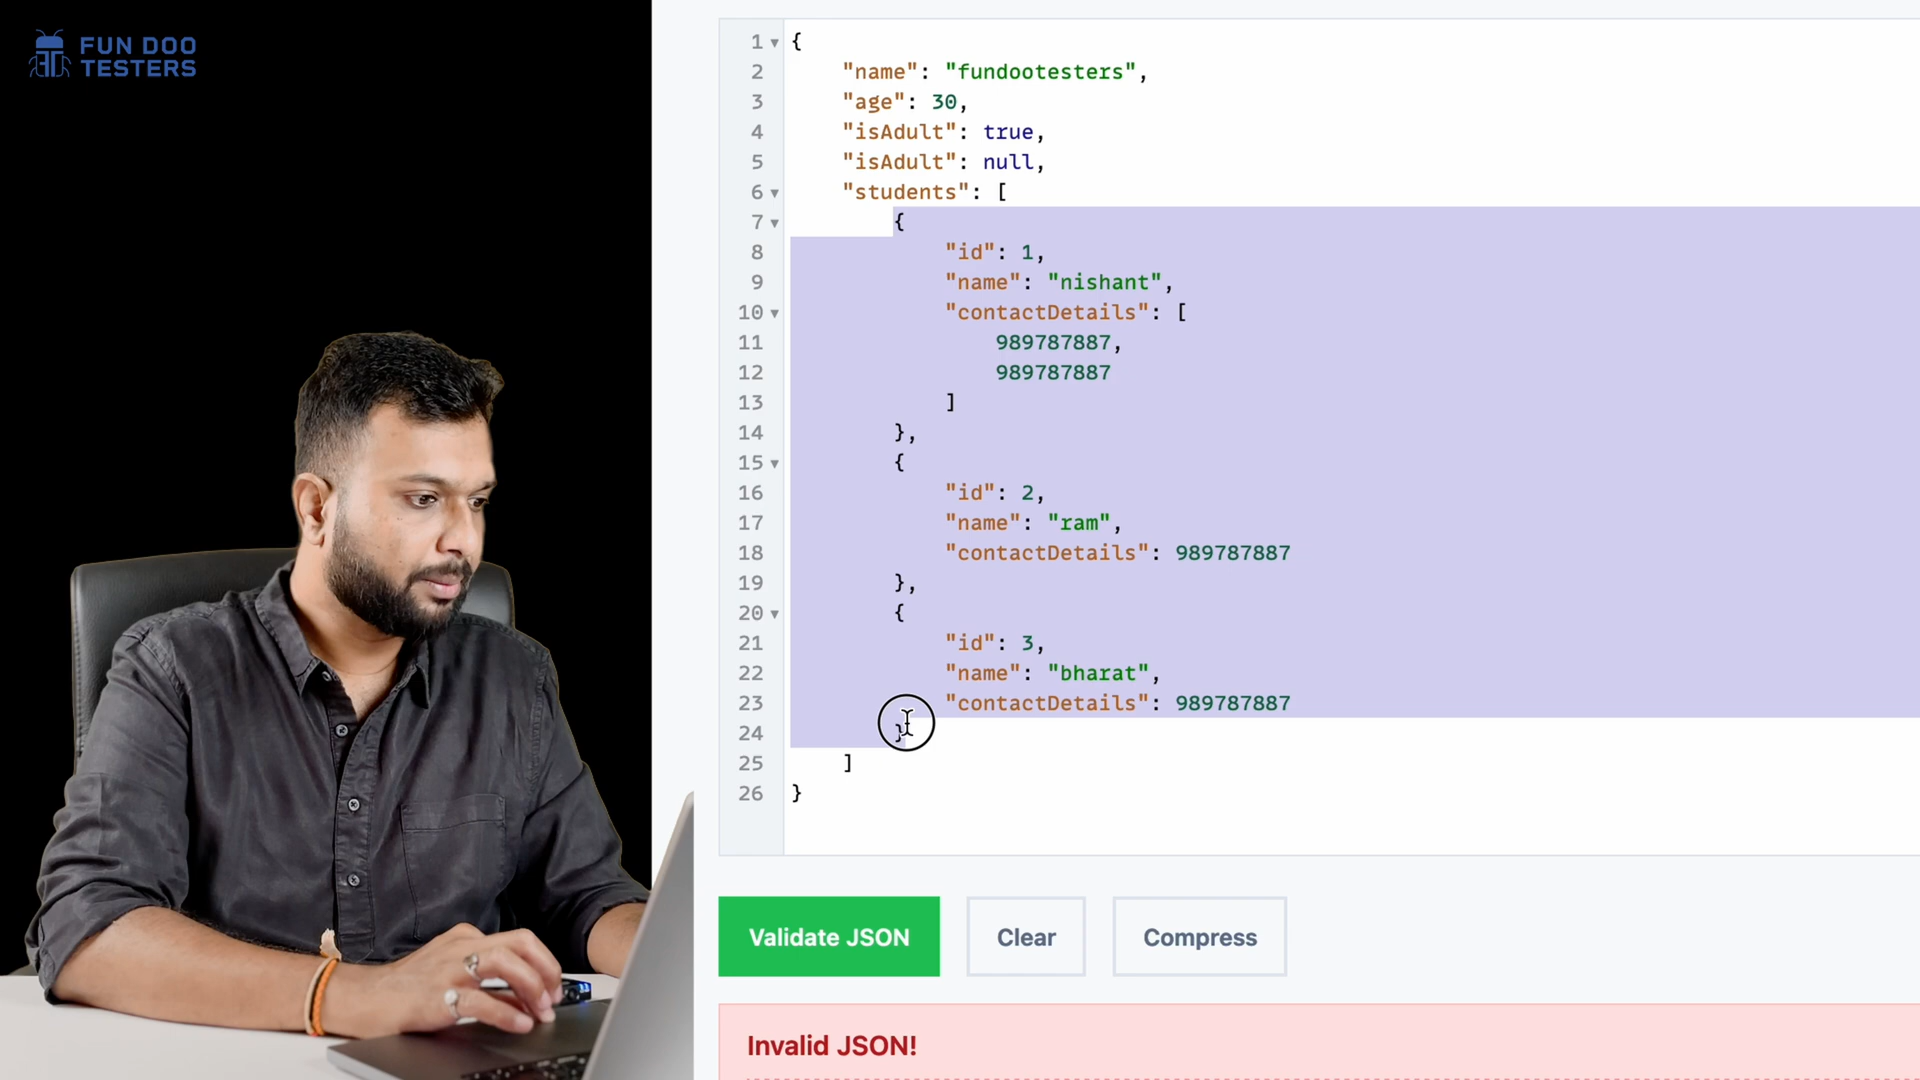 FUN DOO
TESTERS
1 {
2 "name": "fundootesters",
3 "age": 30,
4 "isAdult": true,
5 "isAdult": null,
6 "students": [
7 {
8 "id": 1,
9 "name": "nishant",
10 "contactDetails": [
11 989787887,
12 989787887
13 ]
14 },
15 {
16 "id": 2,
17 "name": "ram",
18 "contactDetails": 989787887
19 },
20 {
21 "id": 3,
22 "name": "bharat",
23 "contactDetails": 989787887
24 }
25 ]
26 }
Validate JSON Clear Compress
Invalid JSON!